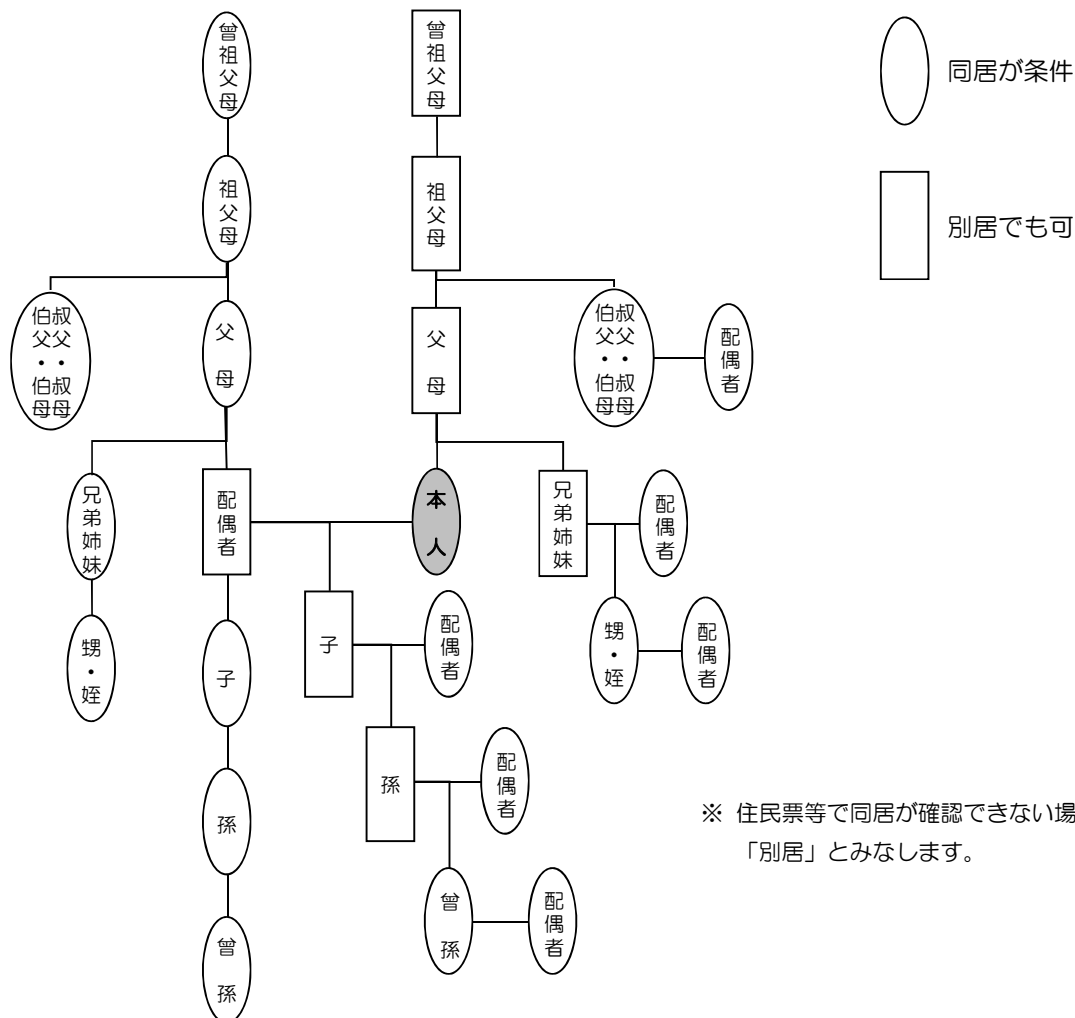 曾祖父母
曾祖父母
同居が条件
祖父母
祖父母
別居でも可
伯父・伯母
叔父・叔母
父母
父母
伯父・伯母
叔父・叔母
配偶者
兄弟姉妹
配偶者
本人
兄弟姉妹
配偶者
甥・姪
子
子
配偶者
甥・姪
配偶者
孫
孫
配偶者
※ 住民票等で同居が確認できない場
「別居」とみなします。
曾孫
曾孫
配偶者